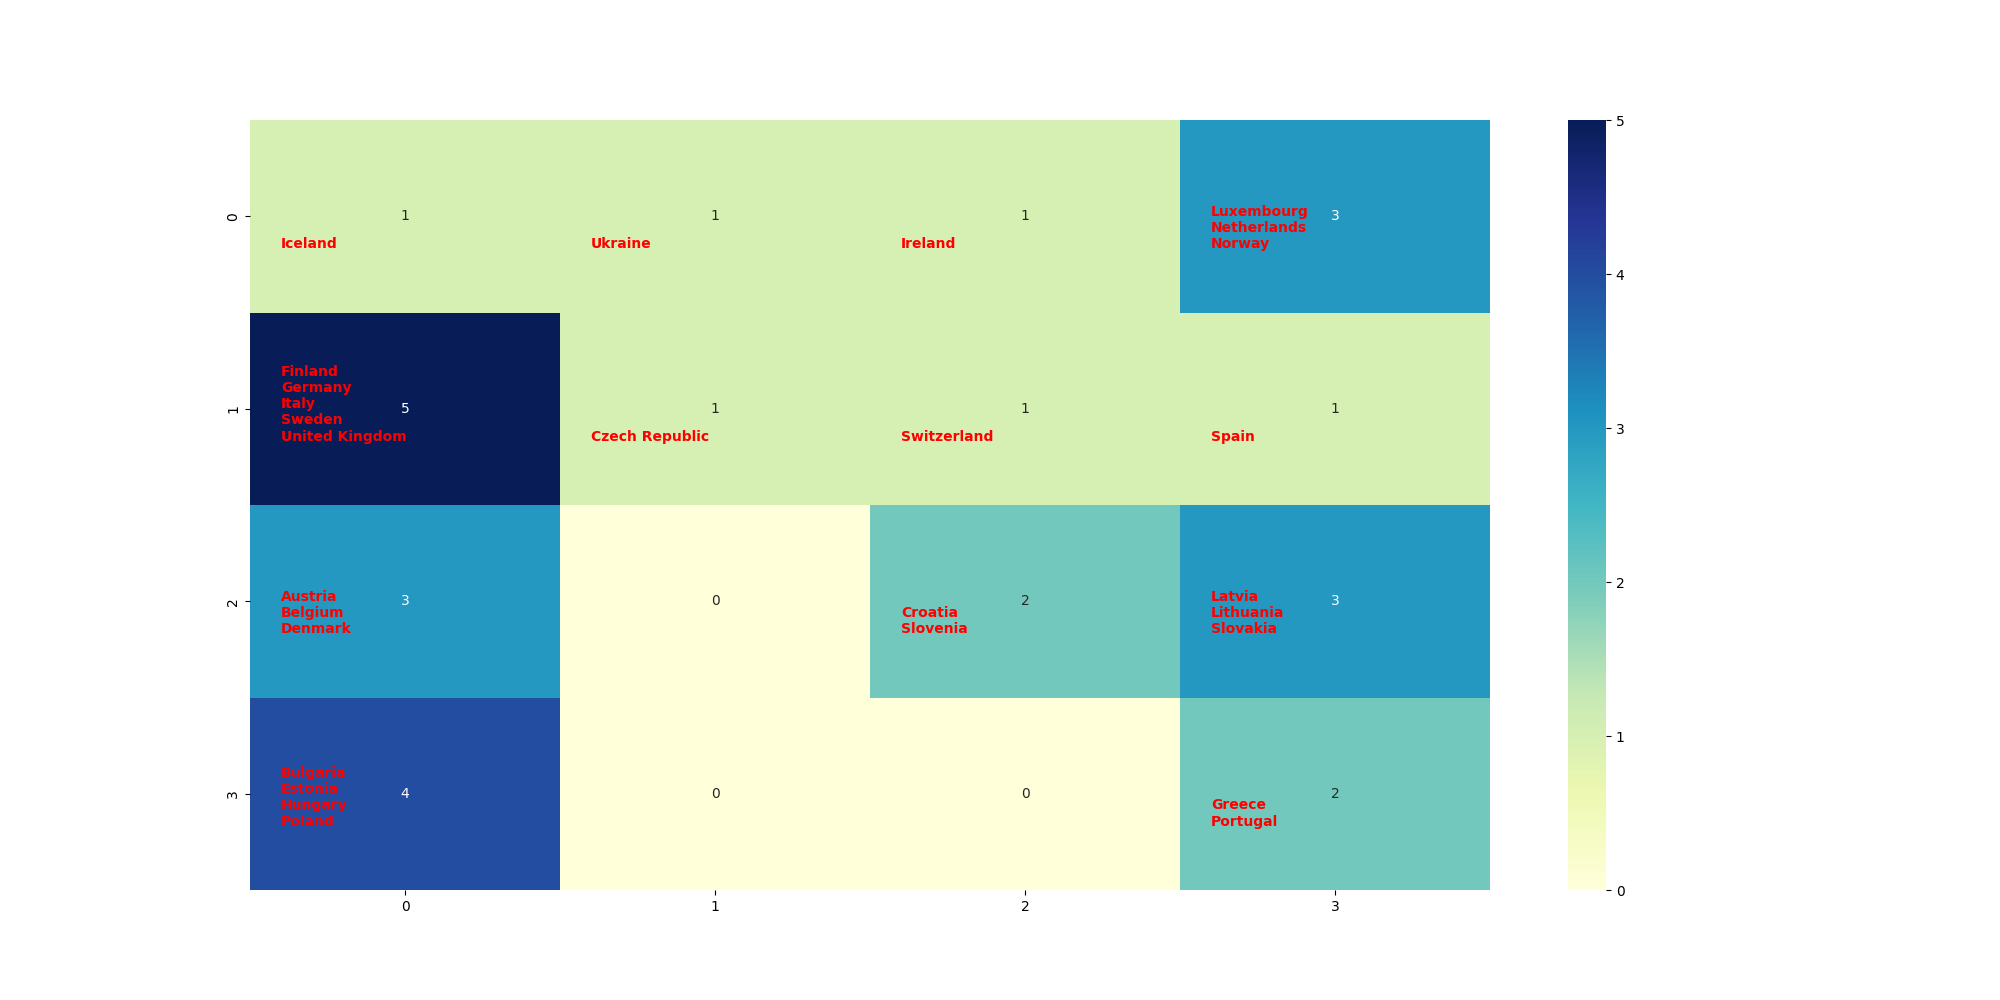 5
0
1
1
1
Luxembourg
3
Netherlands
Iceland
Ukraine
Ireland
Norway
4
Finland
Germany
Italy
1
5
1
1
1
Sweden
United Kingdom
Czech Republic
Switzerland
Spain
3
2
Austria
3
0
2
Latvia
3
Belgium
Croatia
Lithuania
Denmark
Slovenia
Slovakia
2
1
Bulgaria
Estonia
3
4
0
0
2
Hungary
Greece
Poland
Portugal
0
0
1
2
3